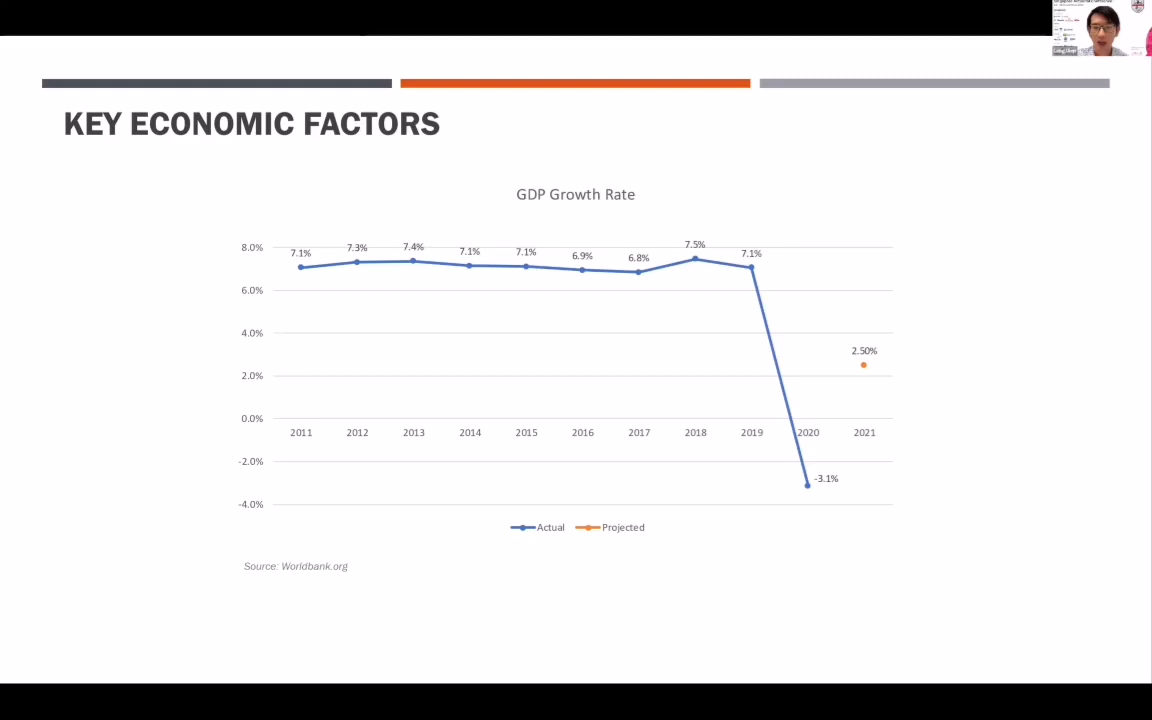 KEY ECONOMIC FACTORS
GDP Growth Rate
8.0%
6.0%
4.0%
2.0%
0.0%
-2.0%
-4.0%
7.1% 7.3% 7.4% 7.1% 7.1% 6.9% 6.8% 7.5% 7.1%
-3.1%
2.50%
2011 2012 2013 2014 2015 2016 2017 2018 2019 2020 2021
Actual Projected
Source: Worldbank.org